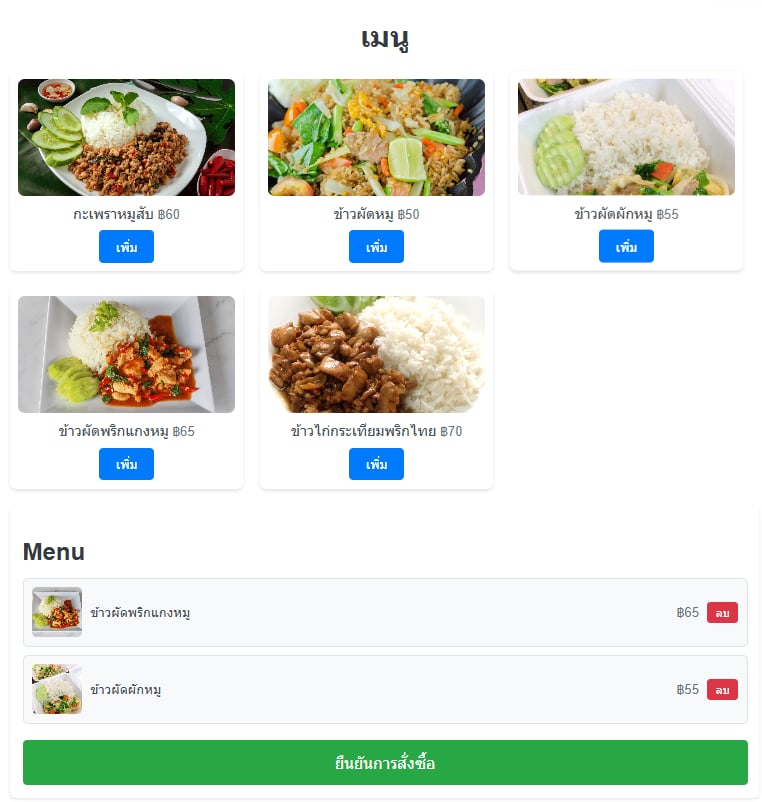 เมนู
กะเพราหมูสับ ฿60
เพิ่ม
ข้าวผัดหมู ฿50
เพิ่ม
ข้าวผัดผักหมู ฿55
เพิ่ม
ข้าวผัดพริกแกงหมู ฿65
เพิ่ม
ข้าวไก่กระเทียมพริกไทย ฿70
เพิ่ม
Menu
ข้าวผัดพริกแกงหมู ฿65 ลบ
ข้าวผัดผักหมู ฿55 ลบ
ยืนยันการสั่งซื้อ